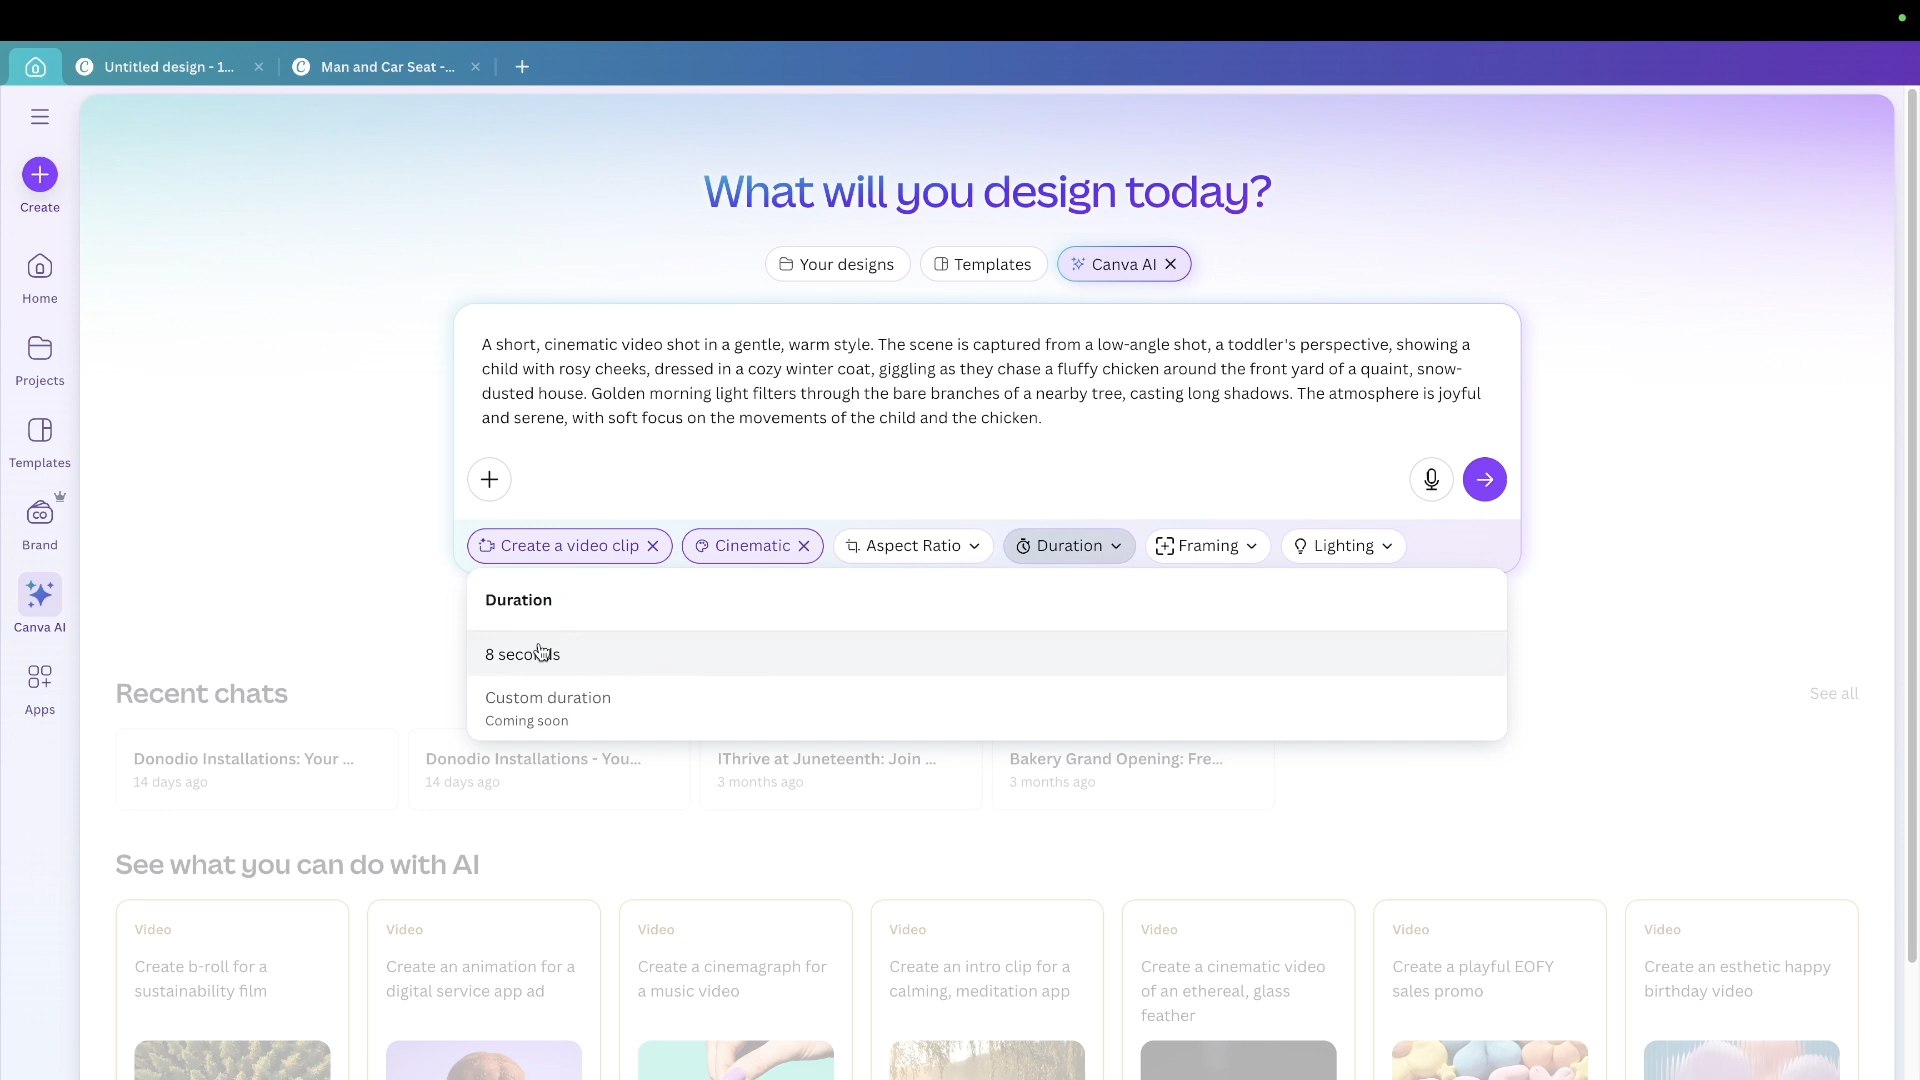 Untitled design - 1...
Man and Car Seat -...
Create
Home
Projects
Templates
Brand
Canva AI
Apps
What will you design today?
Your designs
Templates
Canva AI
A short, cinematic video shot in a gentle, warm style. The scene is captured from a low-angle shot, a toddler's perspective, showing a
child with rosy cheeks, dressed in a cozy winter coat, giggling as they chase a fluffy chicken around the front yard of a quaint, snow-
dusted house. Golden morning light filters through the bare branches of a nearby tree, casting long shadows. The atmosphere is joyful
and serene, with soft focus on the movements of the child and the chicken.
Create a video clip
Cinematic
Aspect Ratio
Duration
Framing
Lighting
Duration
8 seconds
Custom duration
Coming soon
Recent chats
See all
Donodio Installations: Your ...
14 days ago
Donodio Installations - You...
14 days ago
IThrive at Juneteenth: Join ...
3 months ago
Bakery Grand Opening: Fre...
3 months ago
See what you can do with AI
Video
Create b-roll for a
sustainability film
Video
Create an animation for a
digital service app ad
Video
Create a cinemagraph for
a music video
Video
Create an intro clip for a
calming, meditation app
Video
Create a cinematic video
of an ethereal, glass
feather
Video
Create a playful EOFY
sales promo
Video
Create an esthetic happy
birthday video